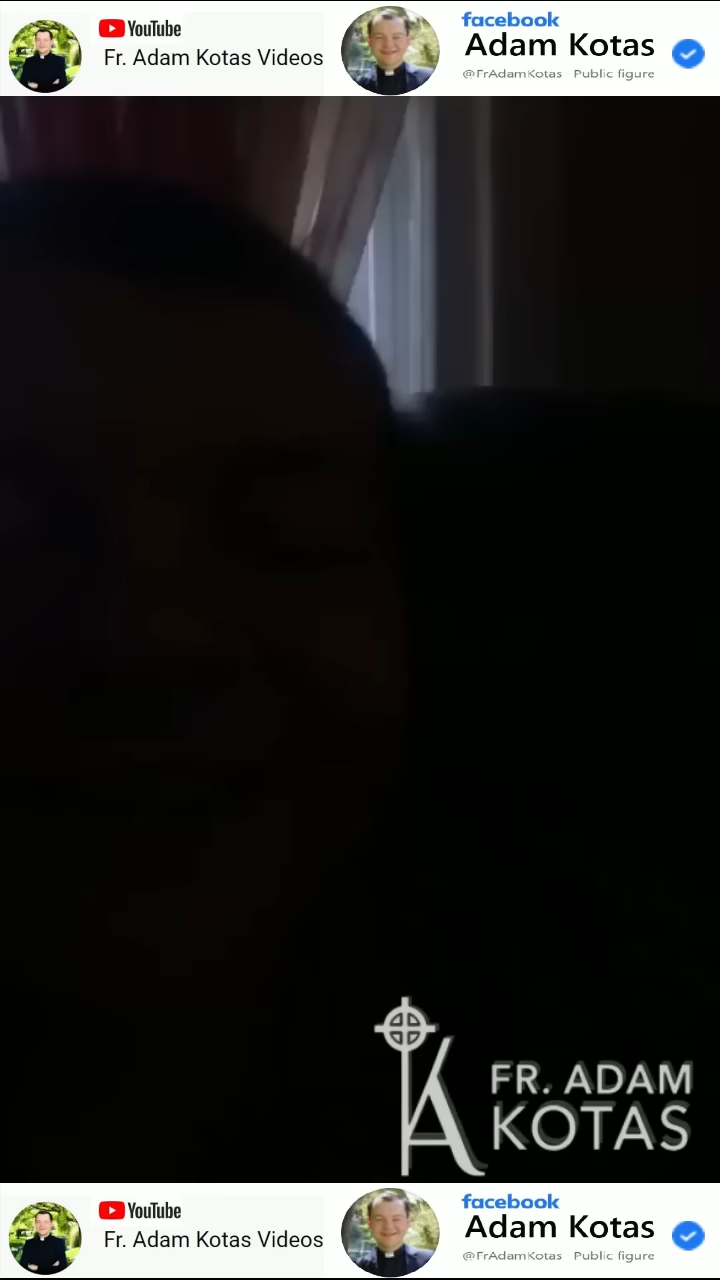 YouTube
Fr. Adam Kotas Videos
facebook
Adam Kotas
@FrAdamKotas Public figure
FR. ADAM
KOTAS
YouTube
Fr. Adam Kotas Videos
facebook
Adam Kotas
@FrAdamKotas Public figure